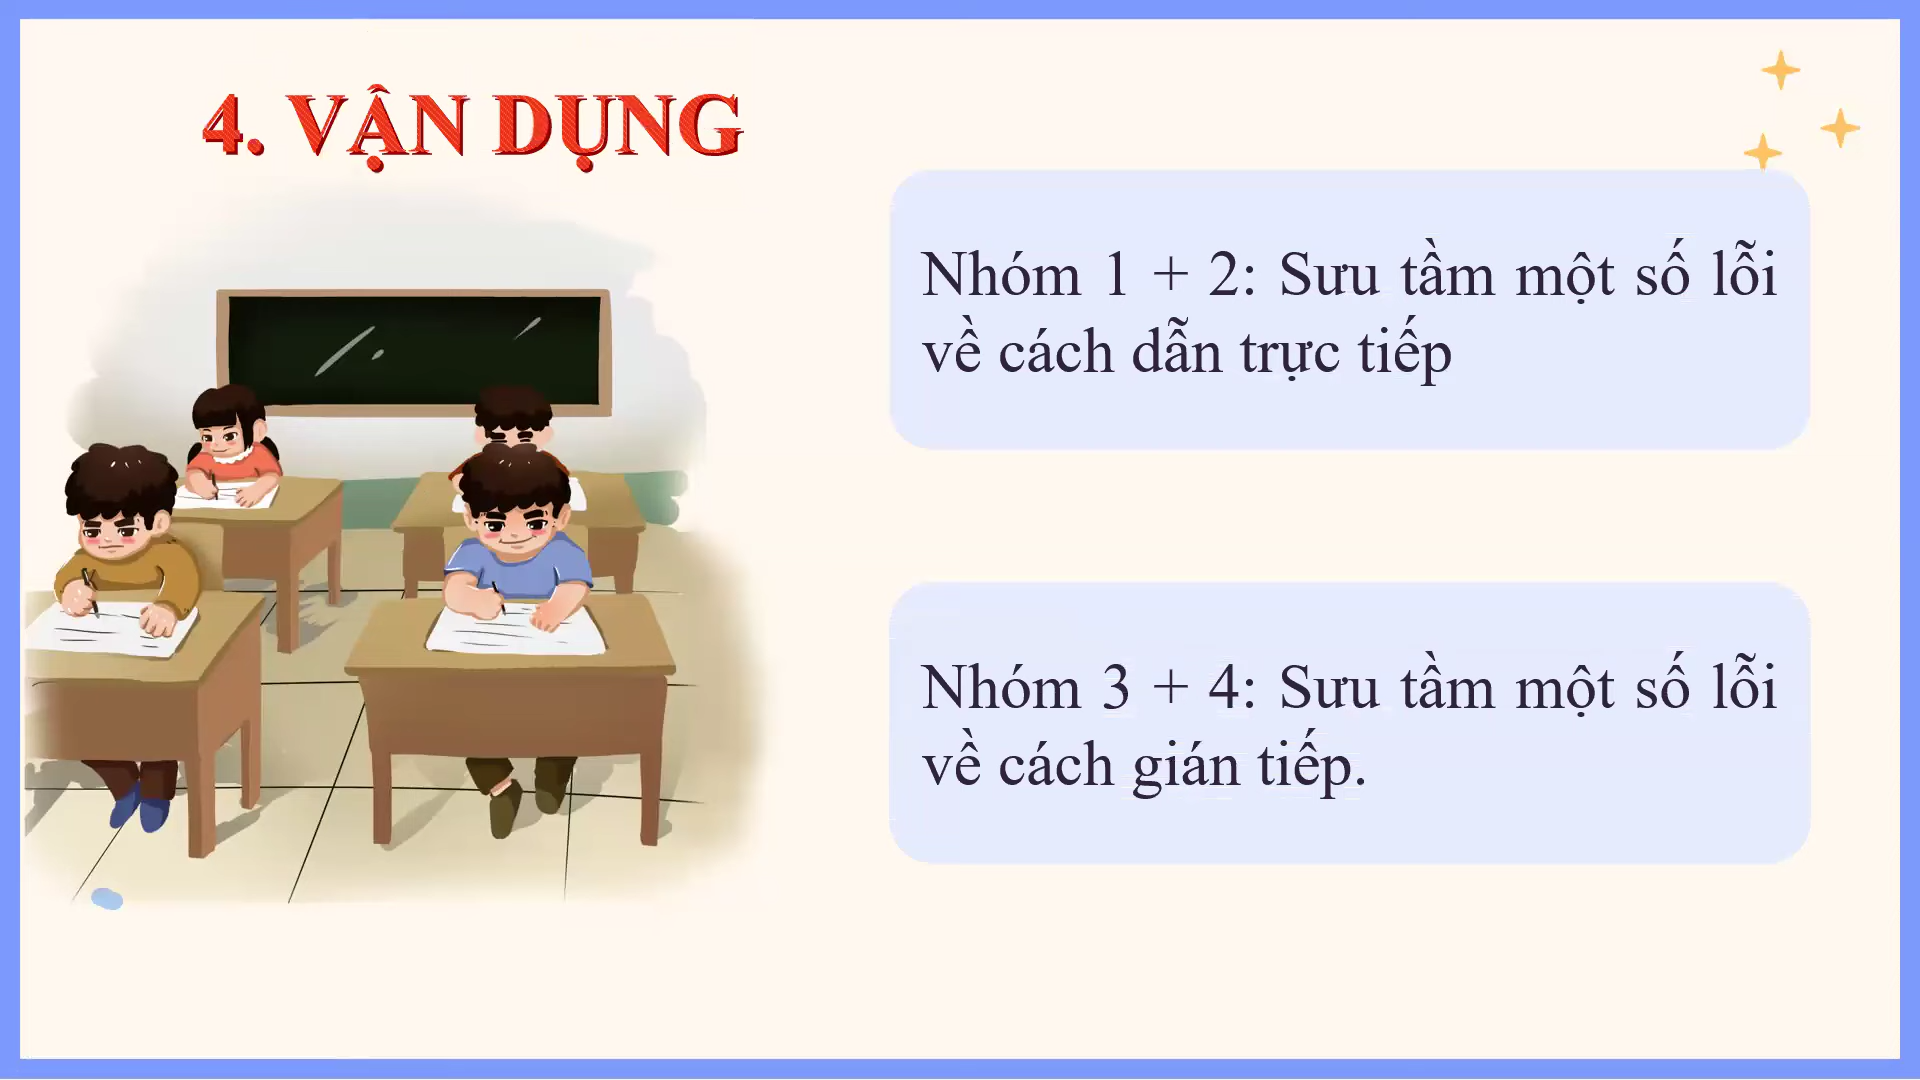 4. VẬN DỤNG
Nhóm 1 + 2: Sưu tầm một số lỗi
về cách dẫn trực tiếp
Nhóm 3 + 4: Sưu tầm một số lỗi
về cách gián tiếp.